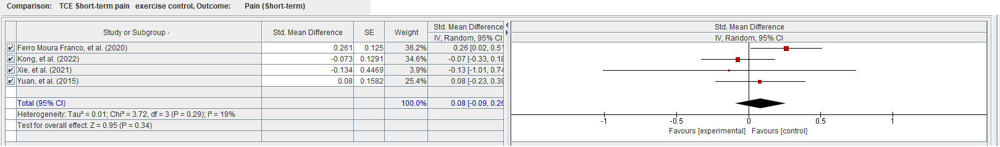 Comparison: TCE Short-term pain exercise control, Outcome: Pain (Short-term)
Std. Mean Difference Std. Mean Difference
Study or Subgroup Std. Mean Difference SE Weight IV, Random, 95% CI IV, Random, 95% CI
Ferro Moura Franco, et al. (2020) 0.261 0.125 36.2% 0.26 [0.02, 0.51
Kong, et al. (2022) -0.073 0.1291 34.6% -0.07 [-0.33, 0.18
Xie, et al. (2021) -0.134 0.4469 3.9% -0.13 [-1.01, 0.74
Yuan, et al. (2015) 0.08 0.1582 25.4% 0.08 [-0.23, 0.39
Total (95% CI) 100.0% 0.08 [-0.09, 0.26
Heterogeneity: Tau² = 0.01; Chi² = 3.72, df = 3 (P = 0.29); I² = 19%
Test for overall effect: Z = 0.95 (P = 0.34)
-1 -0.5 0 0.5 1
Favours [experimental] Favours [control]